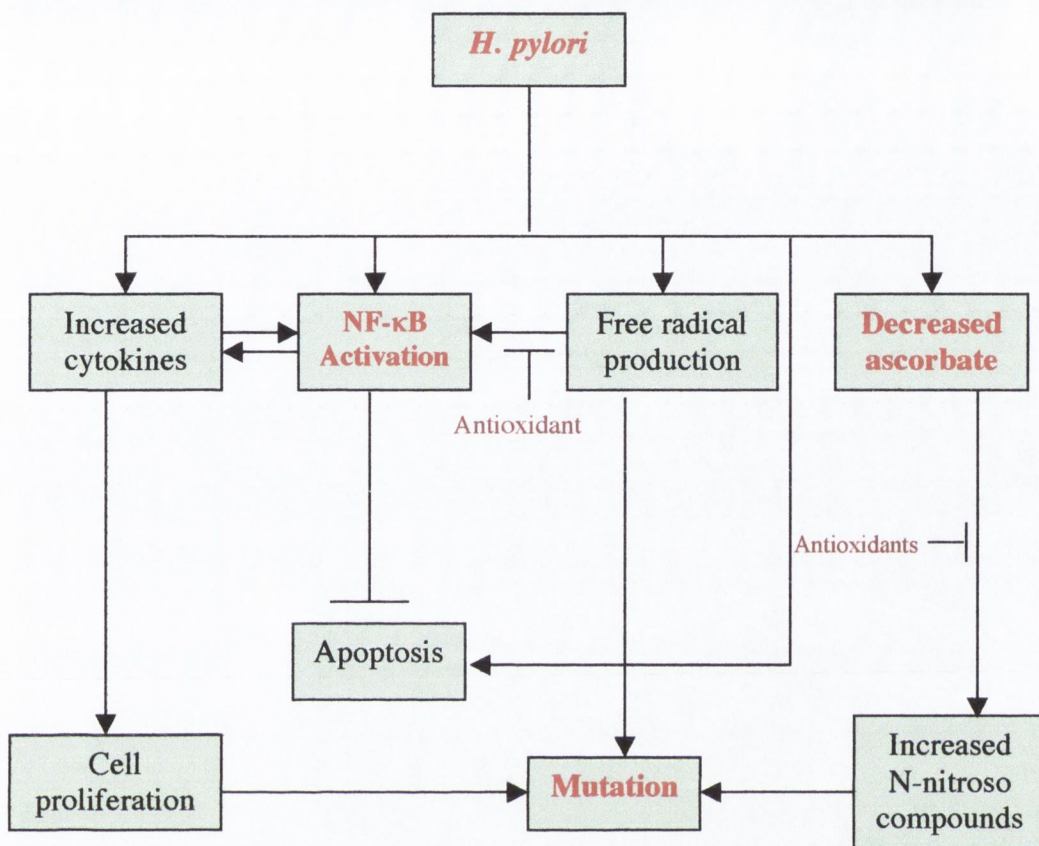 H. pylori
Increased
cytokines
NF-κB
Activation
Free radical
production
Decreased
ascorbate
Antioxidant
Antioxidants
Apoptosis
Cell
proliferation
Mutation
Increased
N-nitroso
compounds